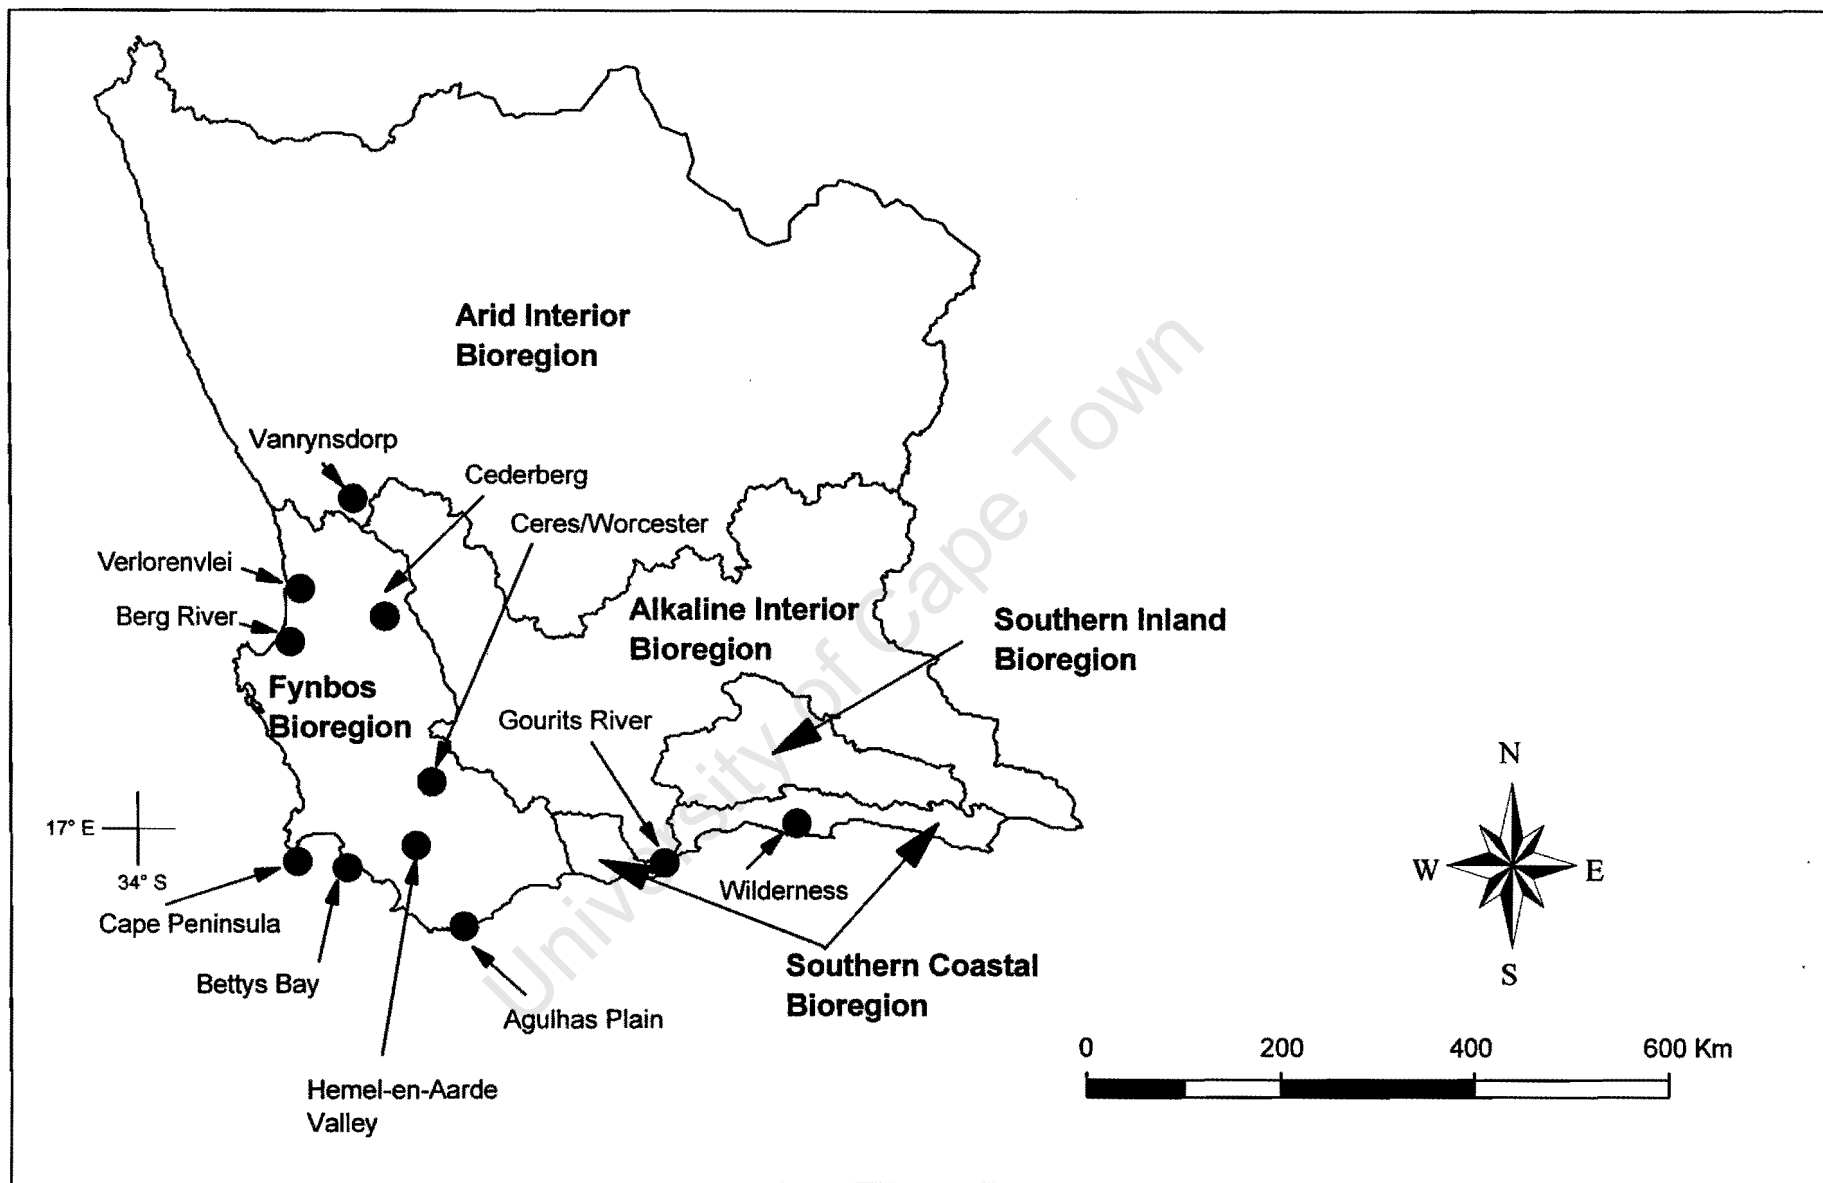 Arid Interior
Bioregion
Vanrynsdorp
Cederberg
Ceres/Worcester
Verlorenvlei
Berg River
Alkaline Interior
Bioregion
Southern Inland
Bioregion
Fynbos
Bioregion
Gourits River
17° E
34° S
Wilderness
Cape Peninsula
Bettys Bay
Agulhas Plain
Southern Coastal
Bioregion
Hemel-en-Aarde
Valley
N
W
E
S
0 200 400 600 Km
University of Cape Town